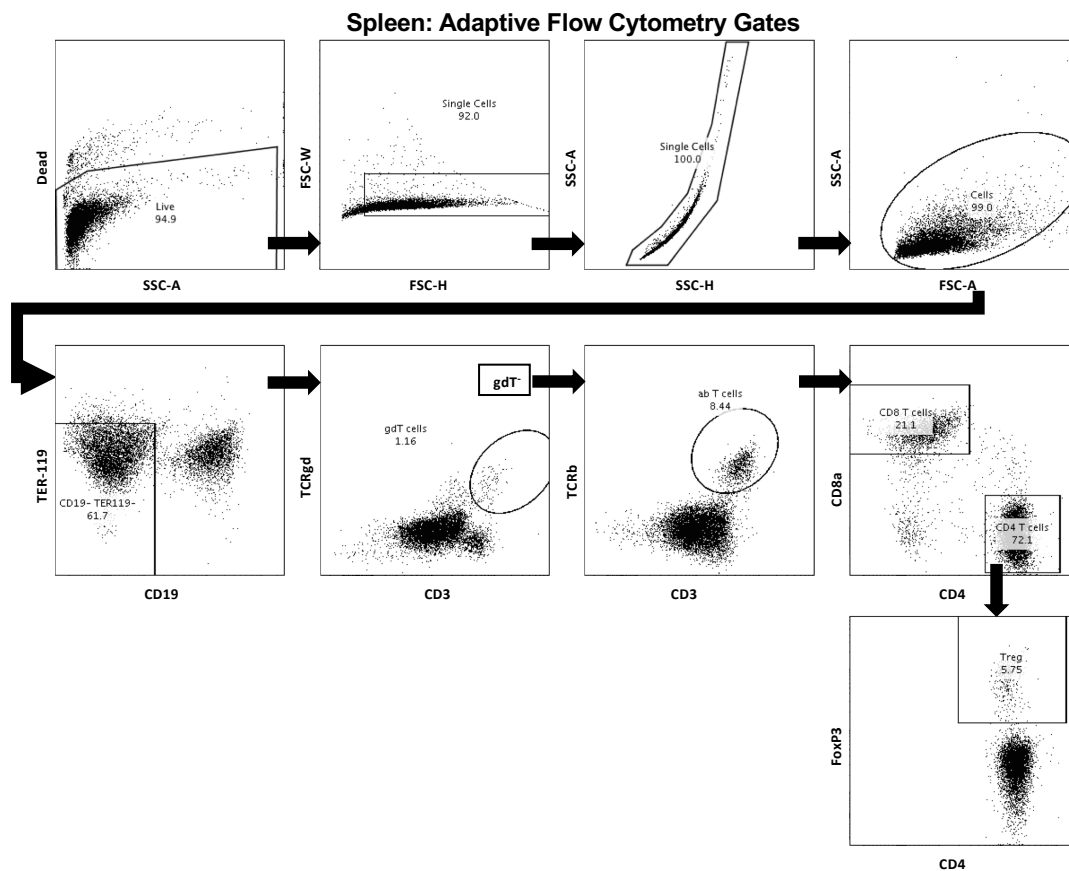 Spleen: Adaptive Flow Cytometry Gates
Dead
Live
94.9
SSC-A
FSC-W
Single Cells
92.0
FSC-H
SSC-A
Single Cells
100.0
SSC-H
SSC-A
Cells
99.0
FSC-A
TER-119
CD19- TER119-
61.7
CD19
TCRgd
gdT cells
1.16
CD3
gdT-
TCRb
ab T cells
8.44
CD3
CD8a
CD8 T cells
21.1
CD4 T cells
72.1
CD4
FoxP3
Treg
5.75
CD4